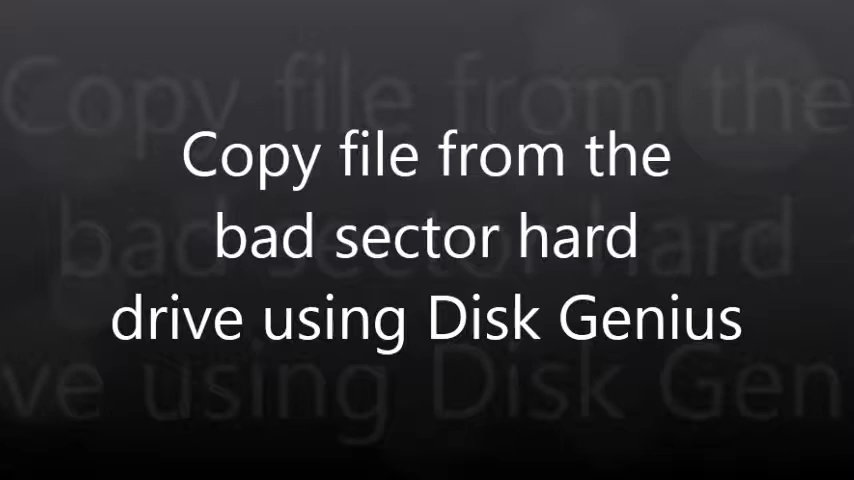 Copy file from the
bad sector hard
drive using Disk Genius